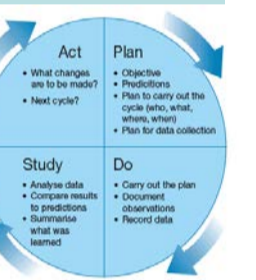 Act
• What changes
are to be made?
• Next cycle?
Plan
• Objective
• Predictions
• Plan to carry out the
cycle (who, what,
where, when)
• Plan for data collection
Study
• Analyse data
• Compare results
to predictions
• Summarise
what was
learned
Do
• Carry out the plan
• Document
observations
• Record data